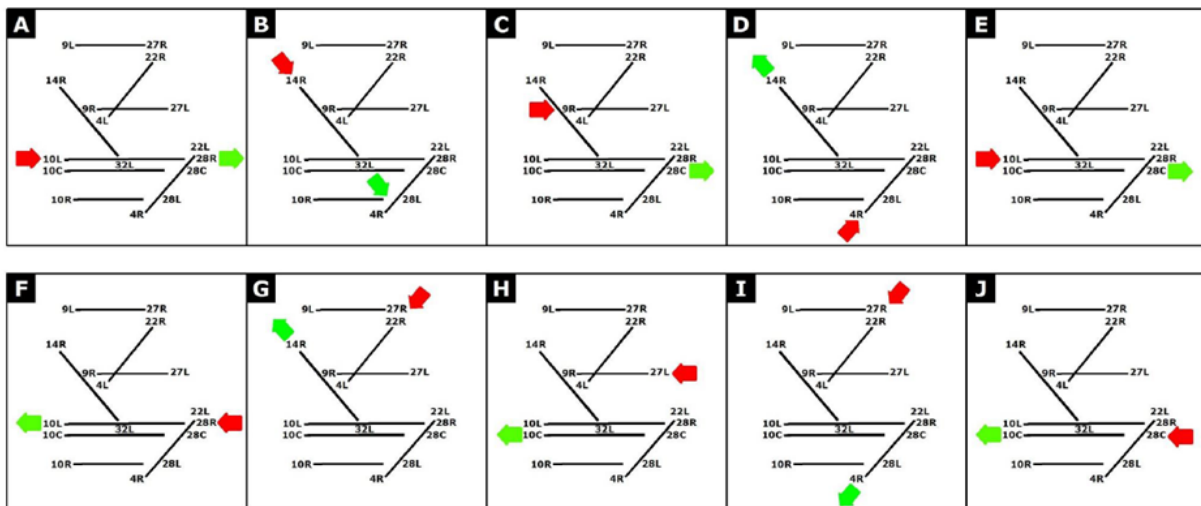 A
9L 27R
22R
14R
9R 27L
4L
22L
10L 28R
32L
10C 28C
10R 28L
4R
B
9L 27R
22R
14R
9R 27L
4L
22L
10L 28R
32L
10C 28C
10R 28L
4R
C
9L 27R
22R
14R
9R 27L
4L
22L
10L 28R
32L
10C 28C
10R 28L
4R
D
9L 27R
22R
14R
9R 27L
4L
22L
10L 28R
32L
10C 28C
10R 28L
4R
E
9L 27R
22R
14R
9R 27L
4L
22L
10L 28R
32L
10C 28C
10R 28L
4R
F
9L 27R
22R
14R
9R 27L
4L
22L
10L 28R
32L
10C 28C
10R 28L
4R
G
9L 27R
22R
14R
9R 27L
4L
22L
10L 28R
32L
10C 28C
10R 28L
4R
H
9L 27R
22R
14R
9R 27L
4L
22L
10L 28R
32L
10C 28C
10R 28L
4R
I
9L 27R
22R
14R
9R 27L
4L
22L
10L 28R
32L
10C 28C
10R 28L
4R
J
9L 27R
22R
14R
9R 27L
4L
22L
10L 28R
32L
10C 28C
10R 28L
4R